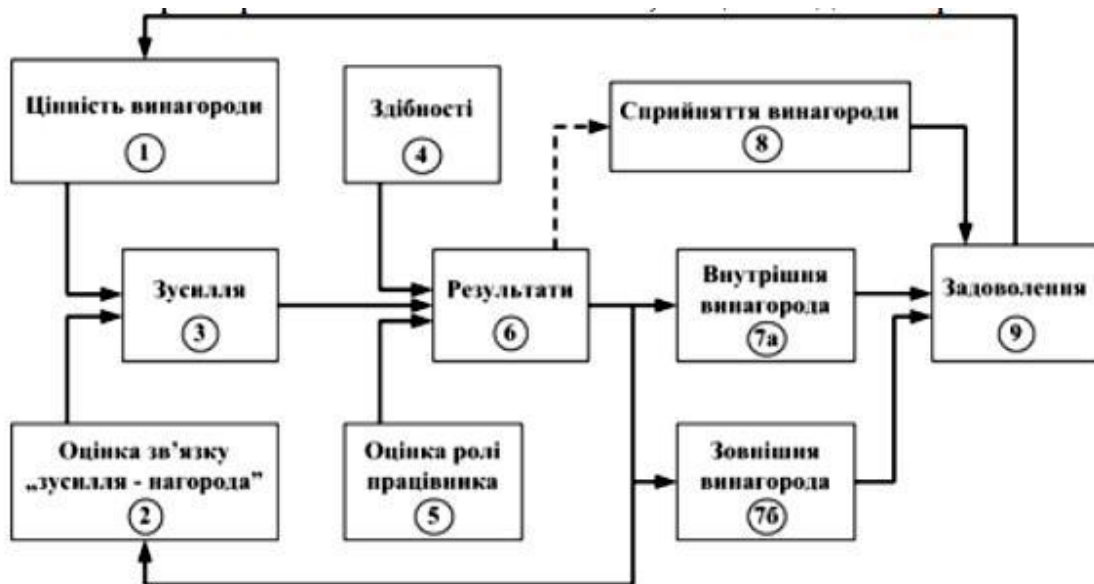 Цінність винагороди
1
Здібності
4
Сприйняття винагороди
8
Зусилля
3
Результати
6
Внутрішня
винагорода
7а
Задоволення
9
Оцінка зв’язку
„зусилля - нагорода”
2
Оцінка ролі
працівника
5
Зовнішня
винагорода
7б